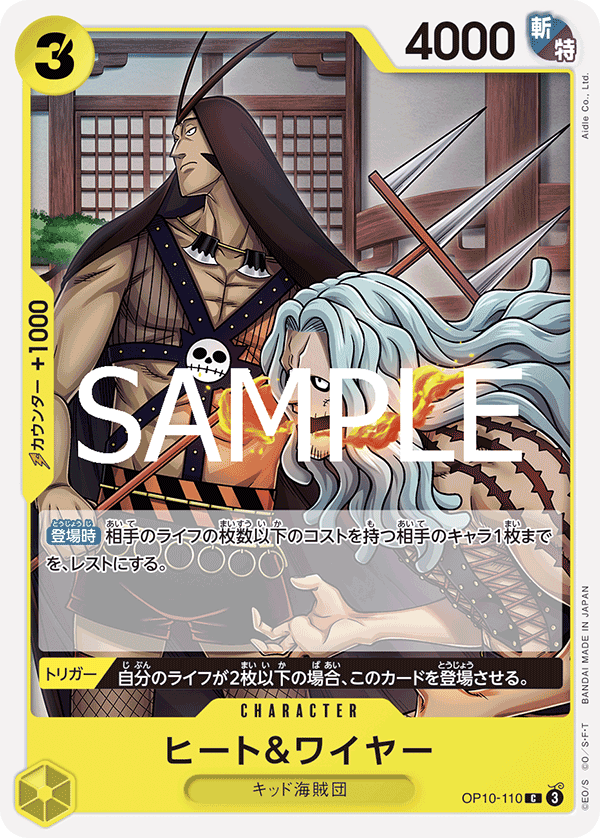 3
4000
斬
特
Aidle Co., Ltd.
カウンター +1000
SAMPLE
登場時 相手のライフの枚数以下のコストを持つ相手のキャラ1枚まで
を、レストにする。
トリガー 自分のライフが2枚以下の場合、このカードを登場させる。
CHARACTER
ヒート&ワイヤー
キッド海賊団
OP10-110 C 3
©E.O/S ©O/S・F・T BANDAI MADE IN JAPAN